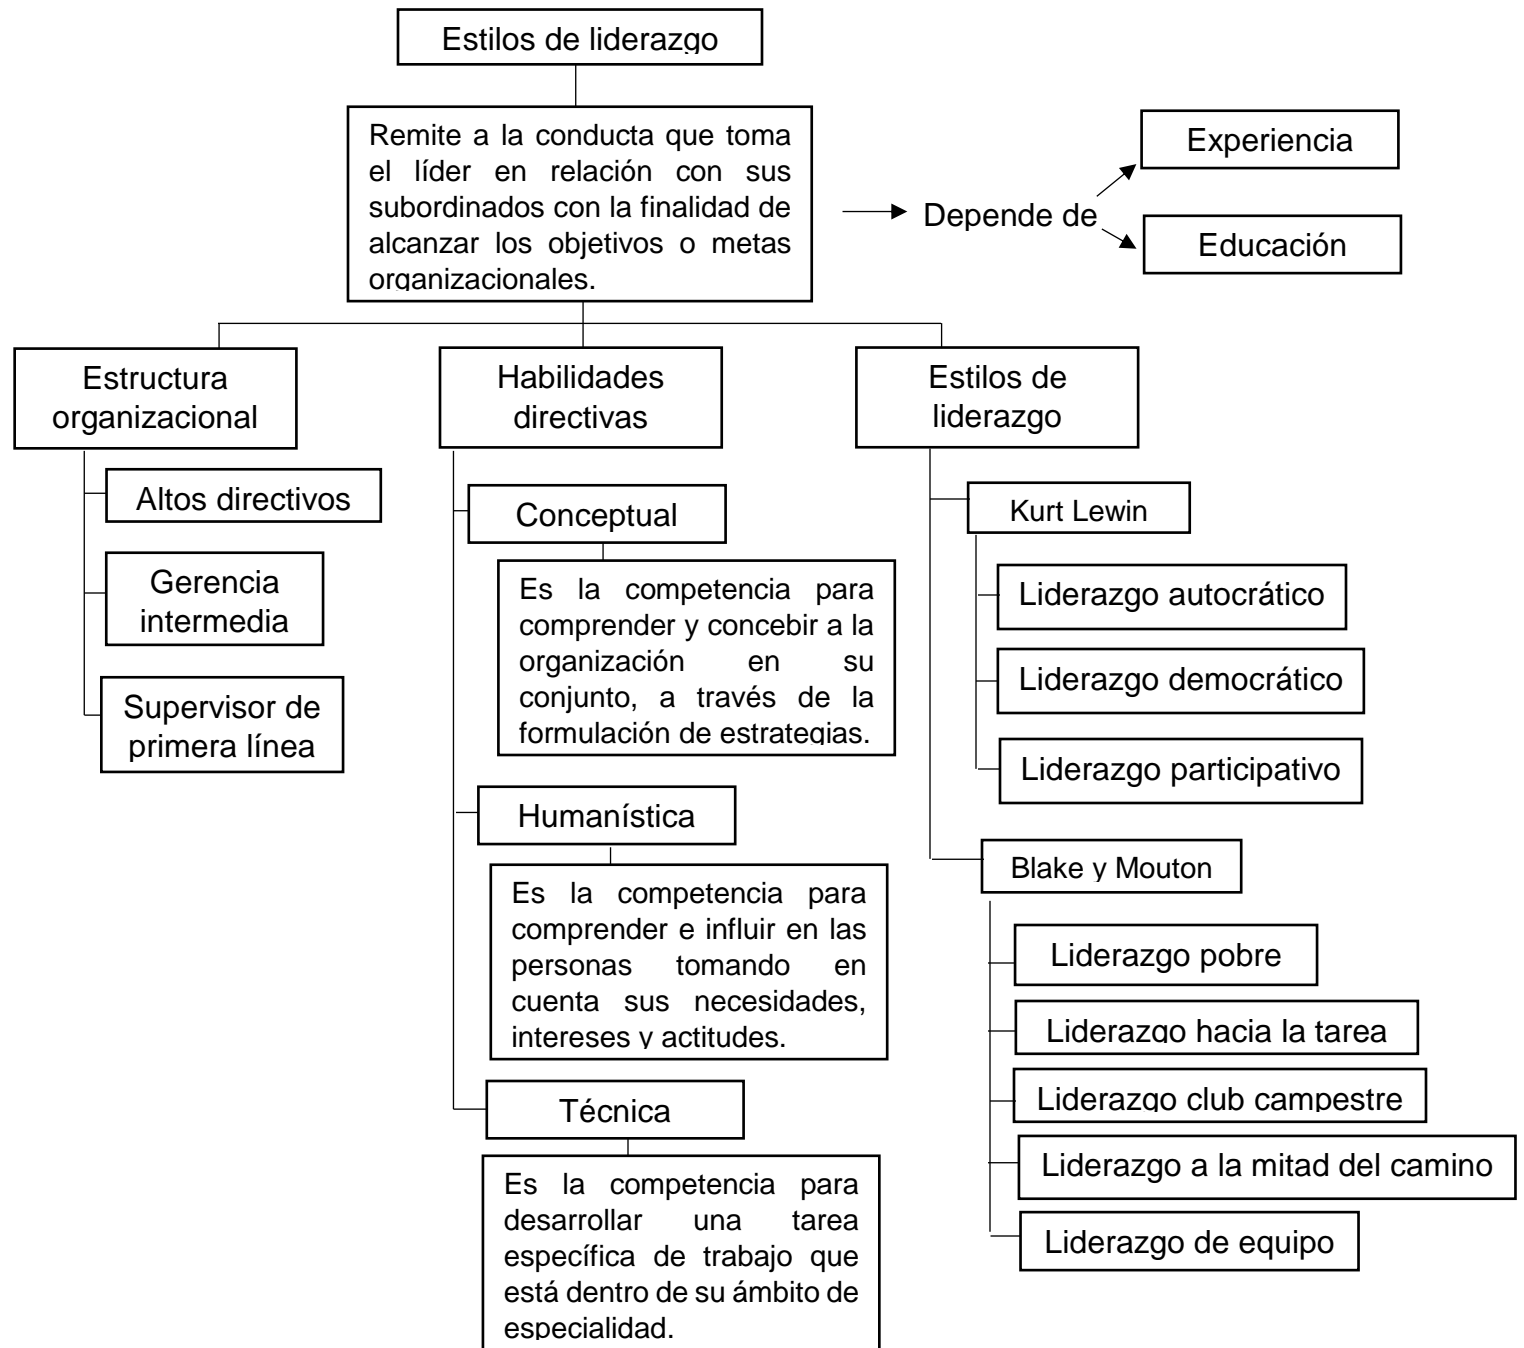 Estilos de liderazgo
Remite a la conducta que toma
el líder en relación con sus
subordinados con la finalidad de
alcanzar los objetivos o metas
organizacionales.
Depende de
Experiencia
Educación
Estructura
organizacional
Altos directivos
Gerencia
intermedia
Supervisor de
primera línea
Habilidades
directivas
Conceptual
Es la competencia para
comprender y concebir a la
organización en su
conjunto, a través de la
formulación de estrategias.
Humanística
Es la competencia para
comprender e influir en las
personas tomando en
cuenta sus necesidades,
intereses y actitudes.
Técnica
Es la competencia para
desarrollar una tarea
específica de trabajo que
está dentro de su ámbito de
especialidad.
Estilos de
liderazgo
Kurt Lewin
Liderazgo autocrático
Liderazgo democrático
Liderazgo participativo
Blake y Mouton
Liderazgo pobre
Liderazgo hacia la tarea
Liderazgo club campestre
Liderazgo a la mitad del camino
Liderazgo de equipo